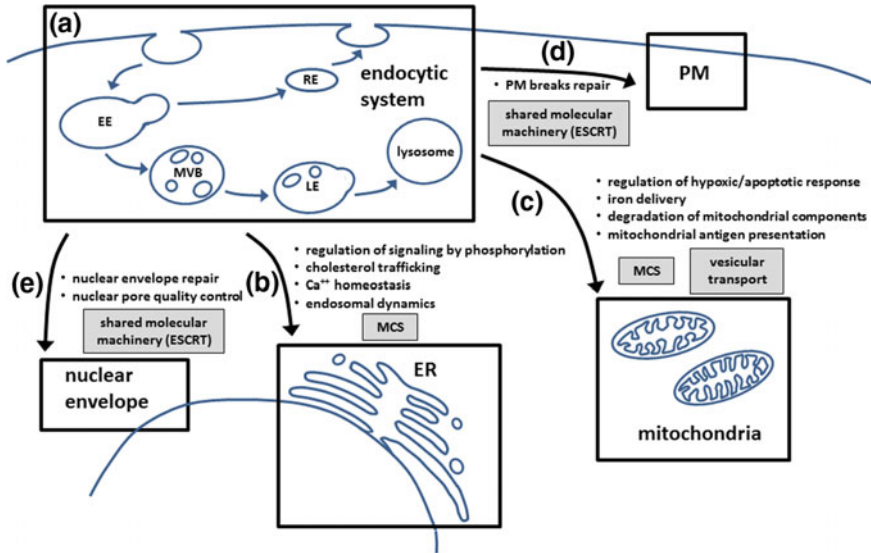 (a)
endocytic
system
EE
RE
MVB
LE
lysosome
(d)
• PM breaks repair
shared molecular
machinery (ESCRT)
PM
(c)
• regulation of hypoxic/apoptotic response
• iron delivery
• degradation of mitochondrial components
• mitochondrial antigen presentation
MCS
vesicular
transport
mitochondria
(e)
• nuclear envelope repair
• nuclear pore quality control
shared molecular
machinery (ESCRT)
nuclear
envelope
(b)
• regulation of signaling by phosphorylation
• cholesterol trafficking
• Ca⁺⁺ homeostasis
• endosomal dynamics
MCS
ER